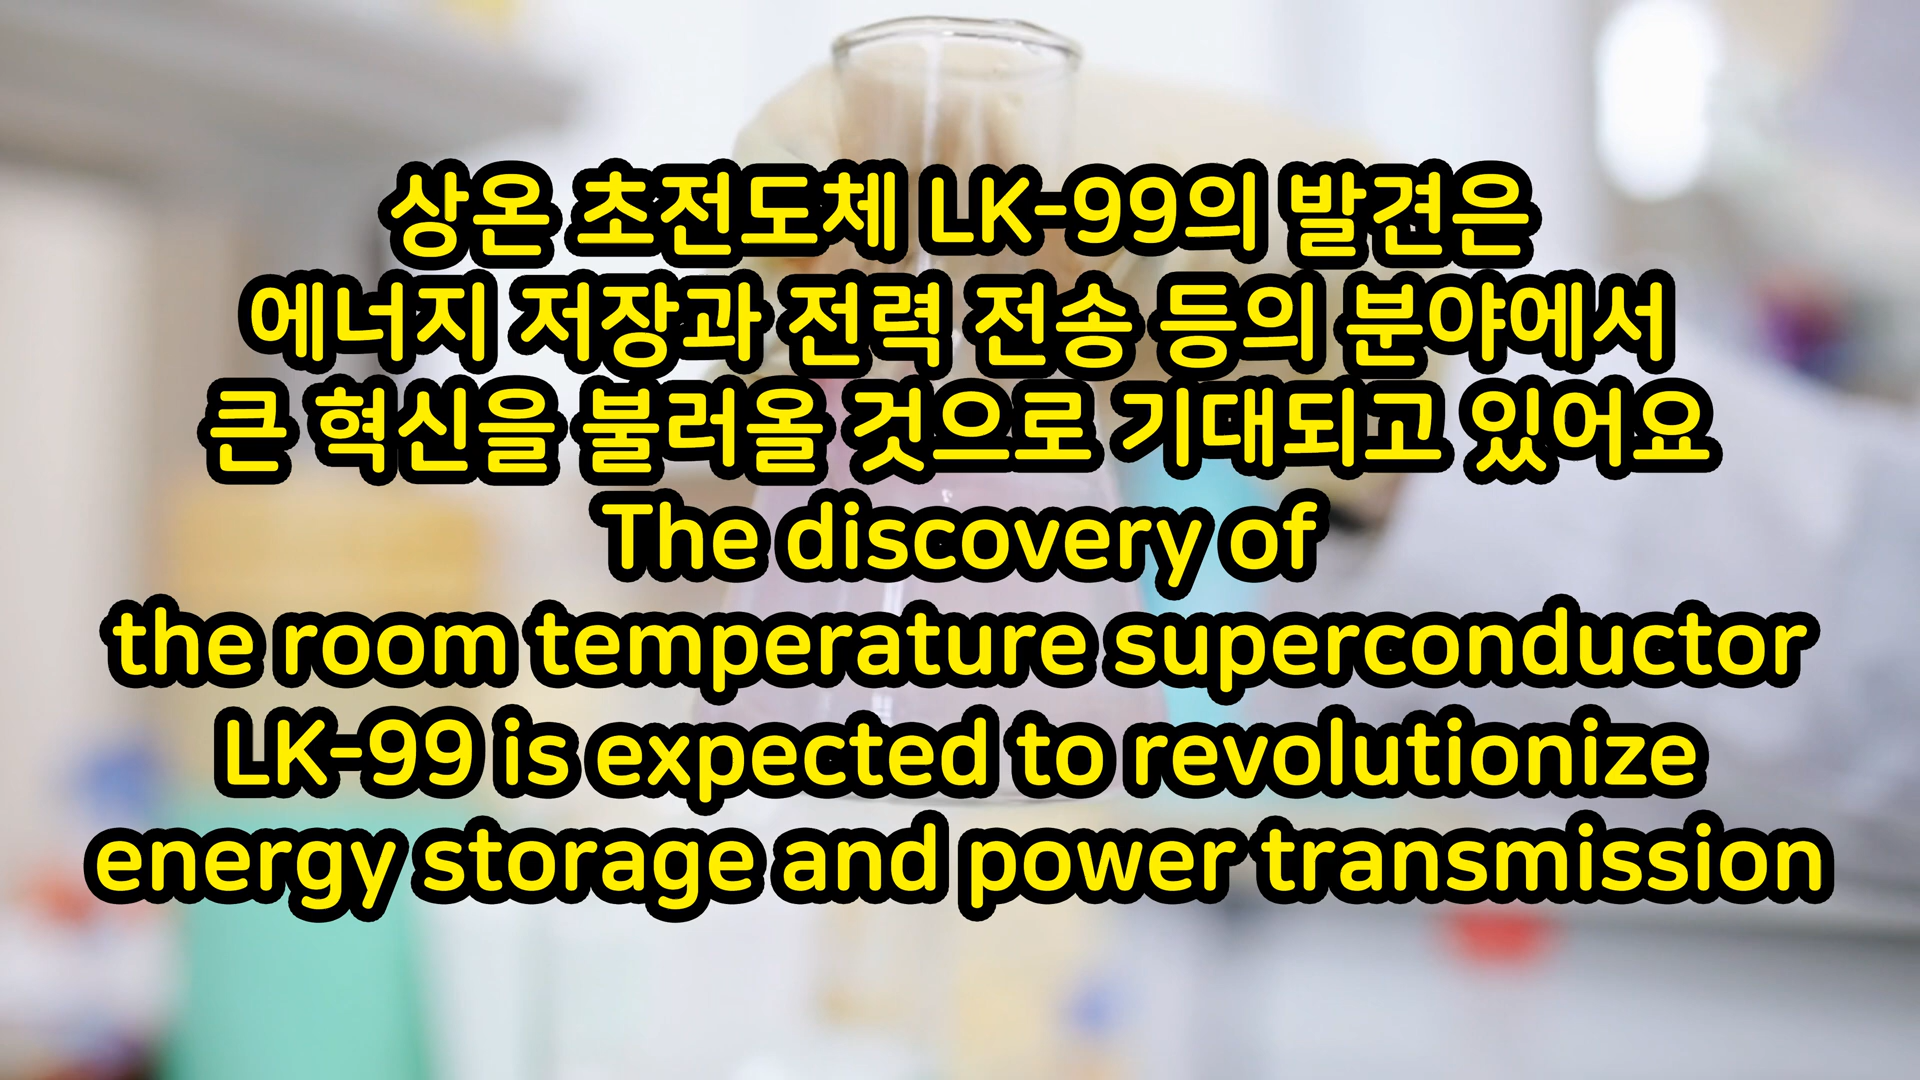 상온 초전도체 LK-99의 발견은
에너지 저장과 전력 전송 등의 분야에서
큰 혁신을 불러올 것으로 기대되고 있어요
The discovery of
the room temperature superconductor
LK-99 is expected to revolutionize
energy storage and power transmission